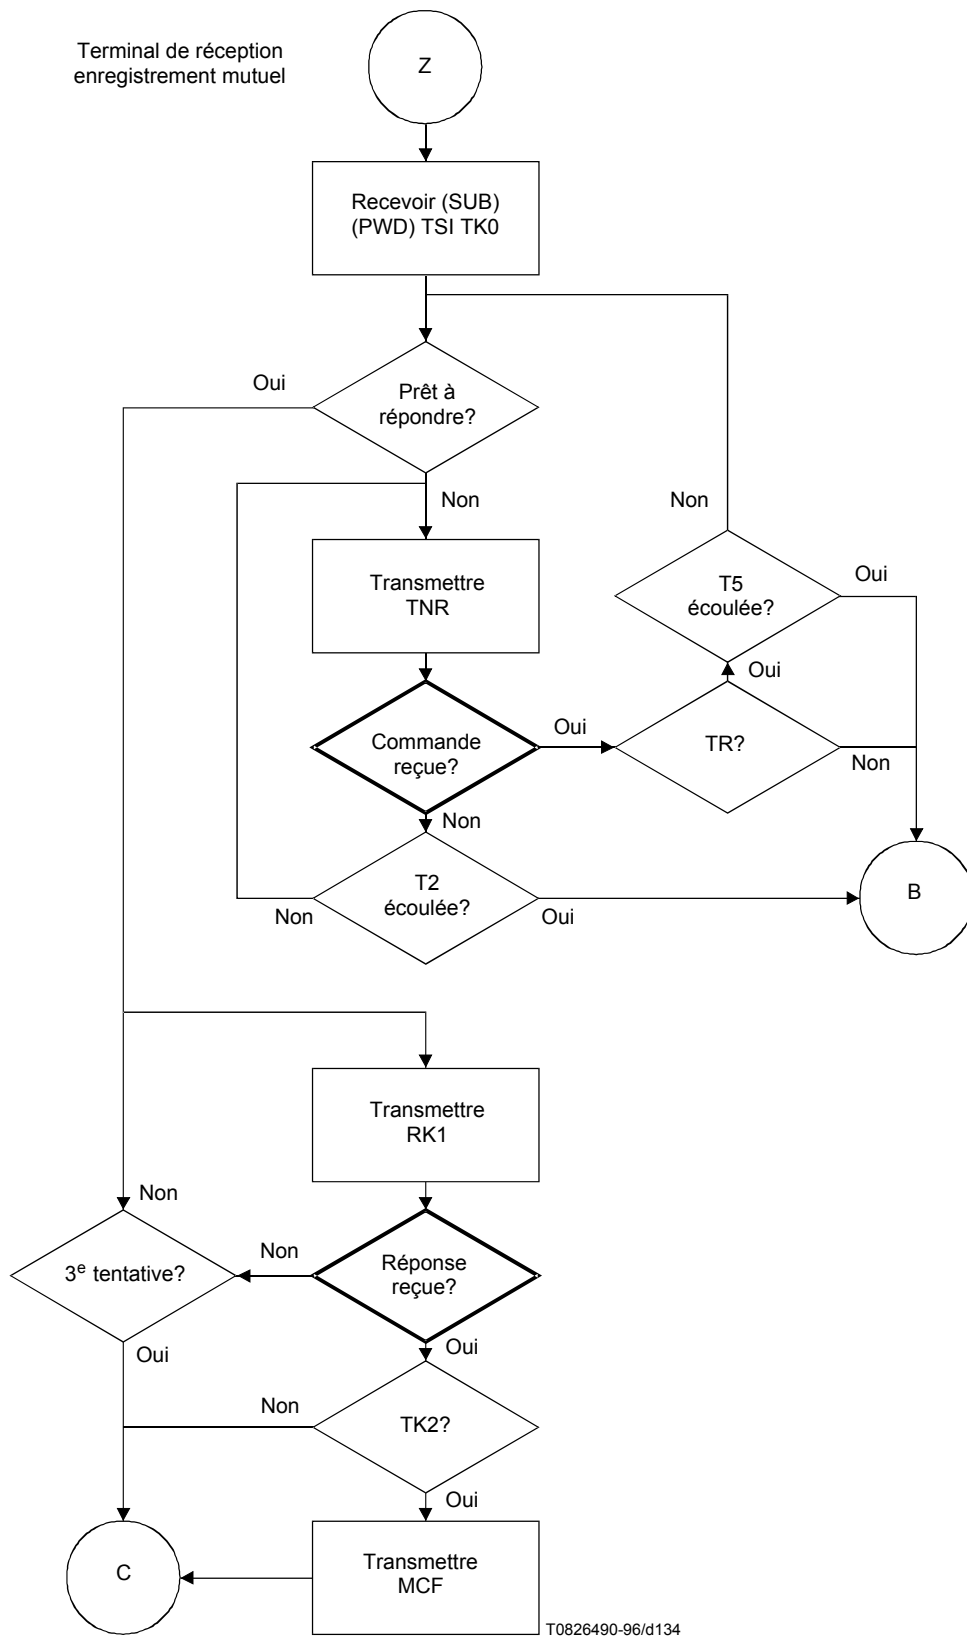 Terminal de réception
enregistrement mutuel
Z
Recevoir (SUB)
(PWD) TSI TK0
Oui
Prêt à
répondre?
Non
Non
Transmettre
TNR
T5
écoulée?
Oui
Oui
Commande
reçue?
Oui
TR?
Non
Non
T2
écoulée?
Non
Oui
B
Transmettre
RK1
Non
3e tentative?
Non
Réponse
reçue?
Oui
Oui
Non
TK2?
Oui
C
Transmettre
MCF
T0826490-96/d134